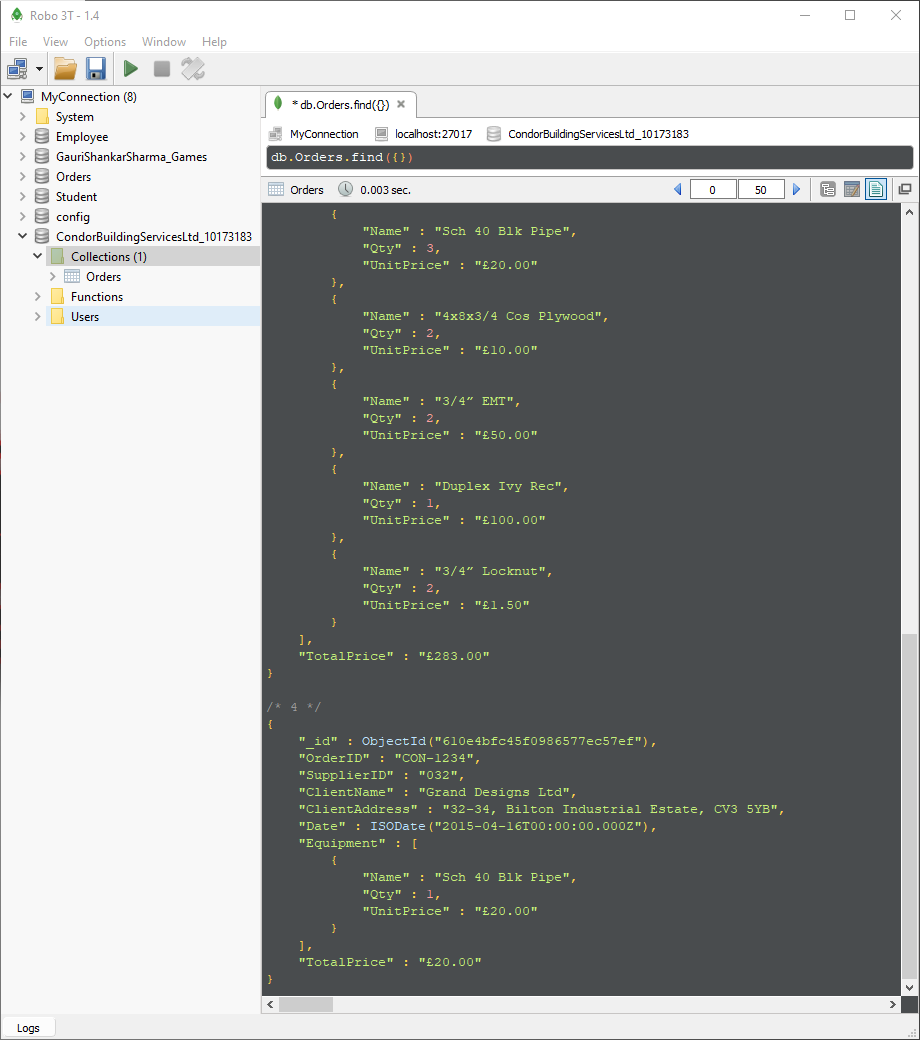 Robo 3T - 1.4
File View Options Window Help
MyConnection (8)
System
Employee
GauriShankarSharma_Games
Orders
Student
config
CondorBuildingServicesLtd_10173183
Collections (1)
Orders
Functions
Users
* db.Orders.find({})
MyConnection localhost:27017 CondorBuildingServicesLtd_10173183
db.Orders.find({})
Orders 0.003 sec. 0 50
{
"Name" : "Sch 40 Blk Pipe",
"Qty" : 3,
"UnitPrice" : "£20.00"
},
{
"Name" : "4x8x3/4 Cos Plywood",
"Qty" : 2,
"UnitPrice" : "£10.00"
},
{
"Name" : "3/4” EMT",
"Qty" : 2,
"UnitPrice" : "£50.00"
},
{
"Name" : "Duplex Ivy Rec",
"Qty" : 1,
"UnitPrice" : "£100.00"
},
{
"Name" : "3/4” Locknut",
"Qty" : 2,
"UnitPrice" : "£1.50"
}
],
"TotalPrice" : "£283.00"
}
/* 4 */
{
"_id" : ObjectId("610e4bfc45f0986577ec57ef"),
"OrderID" : "CON-1234",
"SupplierID" : "032",
"ClientName" : "Grand Designs Ltd",
"ClientAddress" : "32-34, Bilton Industrial Estate, CV3 5YB",
"Date" : ISODate("2015-04-16T00:00:00.000Z"),
"Equipment" : [
{
"Name" : "Sch 40 Blk Pipe",
"Qty" : 1,
"UnitPrice" : "£20.00"
}
],
"TotalPrice" : "£20.00"
}
Logs